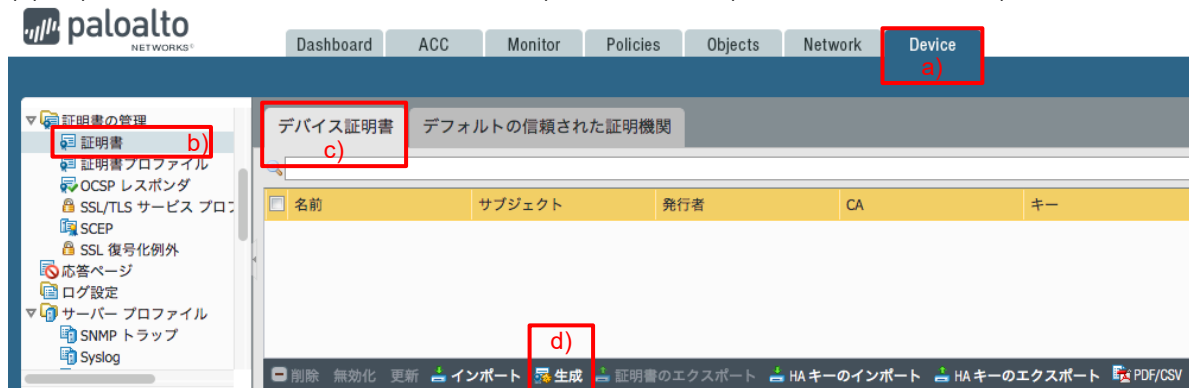 paloalto
NETWORKS®
Dashboard ACC Monitor Policies Objects Network Device
a)
証明書の管理
証明書 b)
証明書プロファイル
OCSP レスポンダ
SSL/TLS サービス プロ
SCEP
SSL 復号化例外
応答ページ
ログ設定
サーバー プロファイル
SNMP トラップ
Syslog
デバイス証明書 デフォルトの信頼された証明機関
c)
名前 サブジェクト 発行者 CA キー
d)
削除 無効化 更新 インポート 生成 証明書のエクスポート HA キーのインポート HA キーのエクスポート PDF/CSV